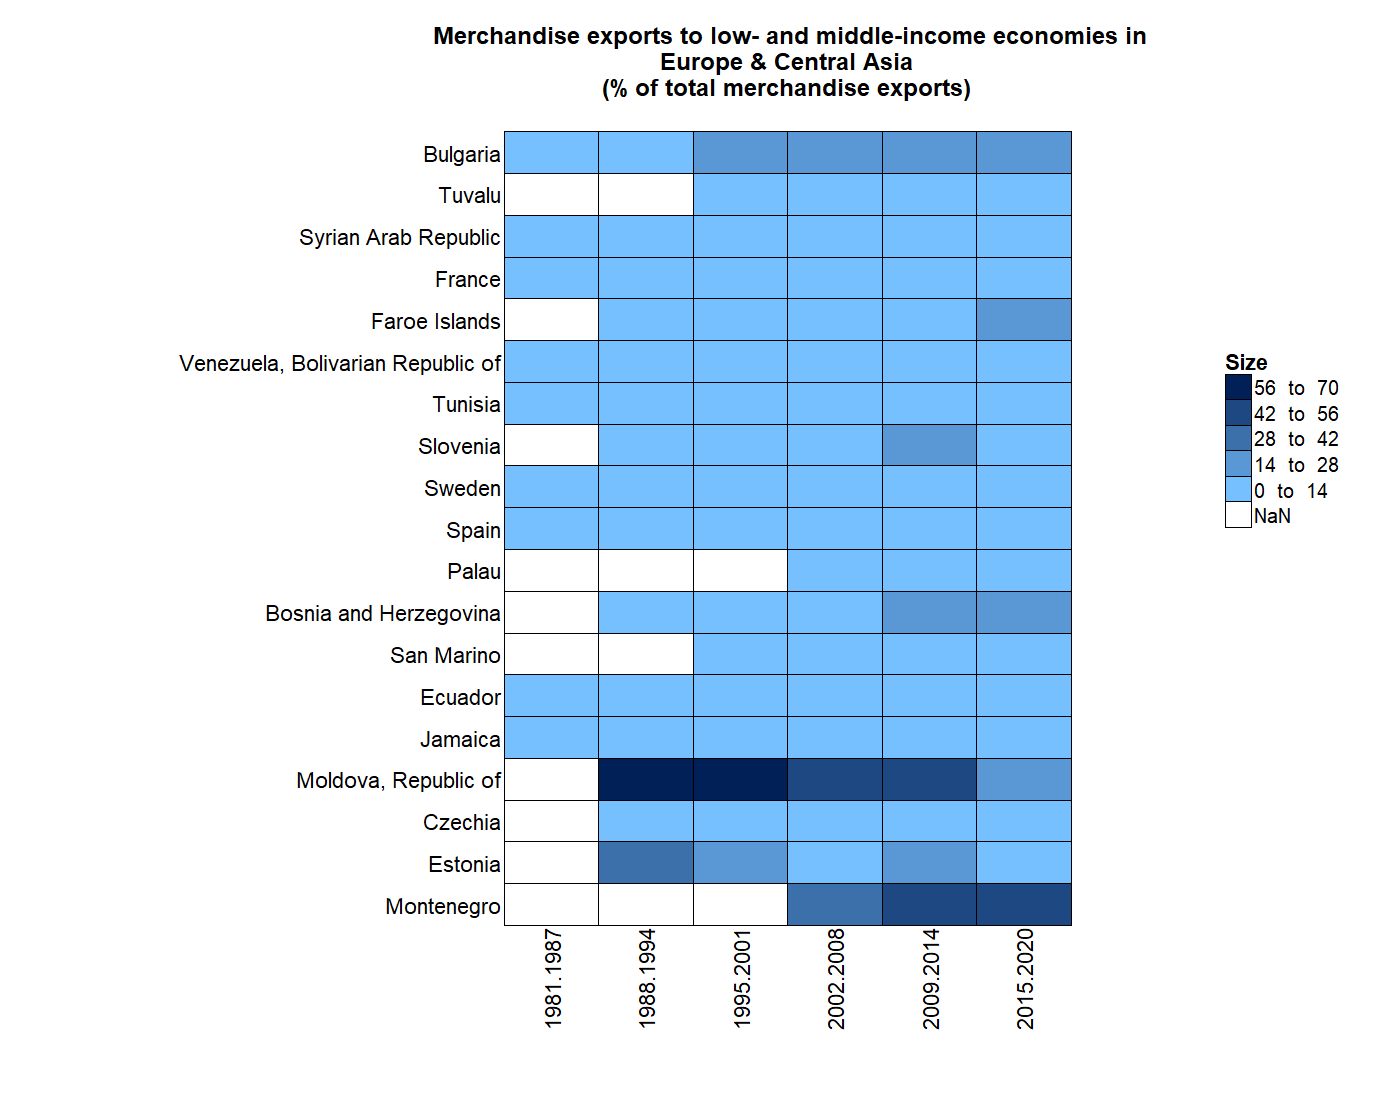 Merchandise exports to low- and middle-income economies in
Europe & Central Asia
(% of total merchandise exports)
Bulgaria
Tuvalu
Syrian Arab Republic
France
Faroe Islands
Venezuela, Bolivarian Republic of
Tunisia
Slovenia
Sweden
Spain
Palau
Bosnia and Herzegovina
San Marino
Ecuador
Jamaica
Moldova, Republic of
Czechia
Estonia
Montenegro
1981.1987
1988.1994
1995.2001
2002.2008
2009.2014
2015.2020
Size
56 to 70
42 to 56
28 to 42
14 to 28
0 to 14
NaN